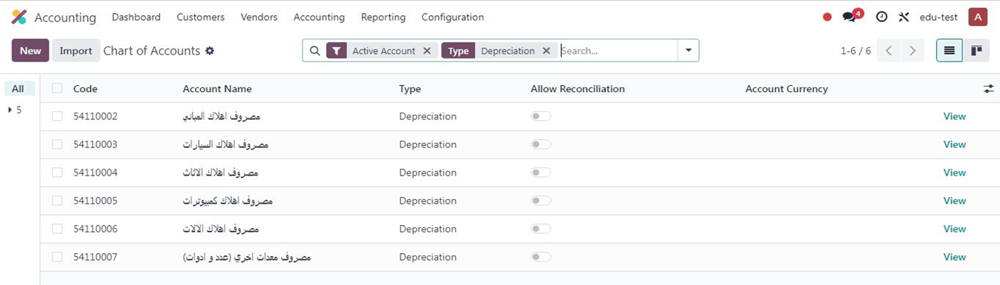 Accounting Dashboard Customers Vendors Accounting Reporting Configuration 4 edu-test A
New Import Chart of Accounts Active Account Type Depreciation Search... 1-6 / 6
All Code Account Name Type Allow Reconciliation Account Currency
5
54110002 مصروف اهلاك المباني Depreciation View
54110003 مصروف اهلاك السيارات Depreciation View
54110004 مصروف اهلاك الاثاث Depreciation View
54110005 مصروف اهلاك كمبيوترات Depreciation View
54110006 مصروف اهلاك الالات Depreciation View
54110007 مصروف معدات اخري (عدد و ادوات) Depreciation View